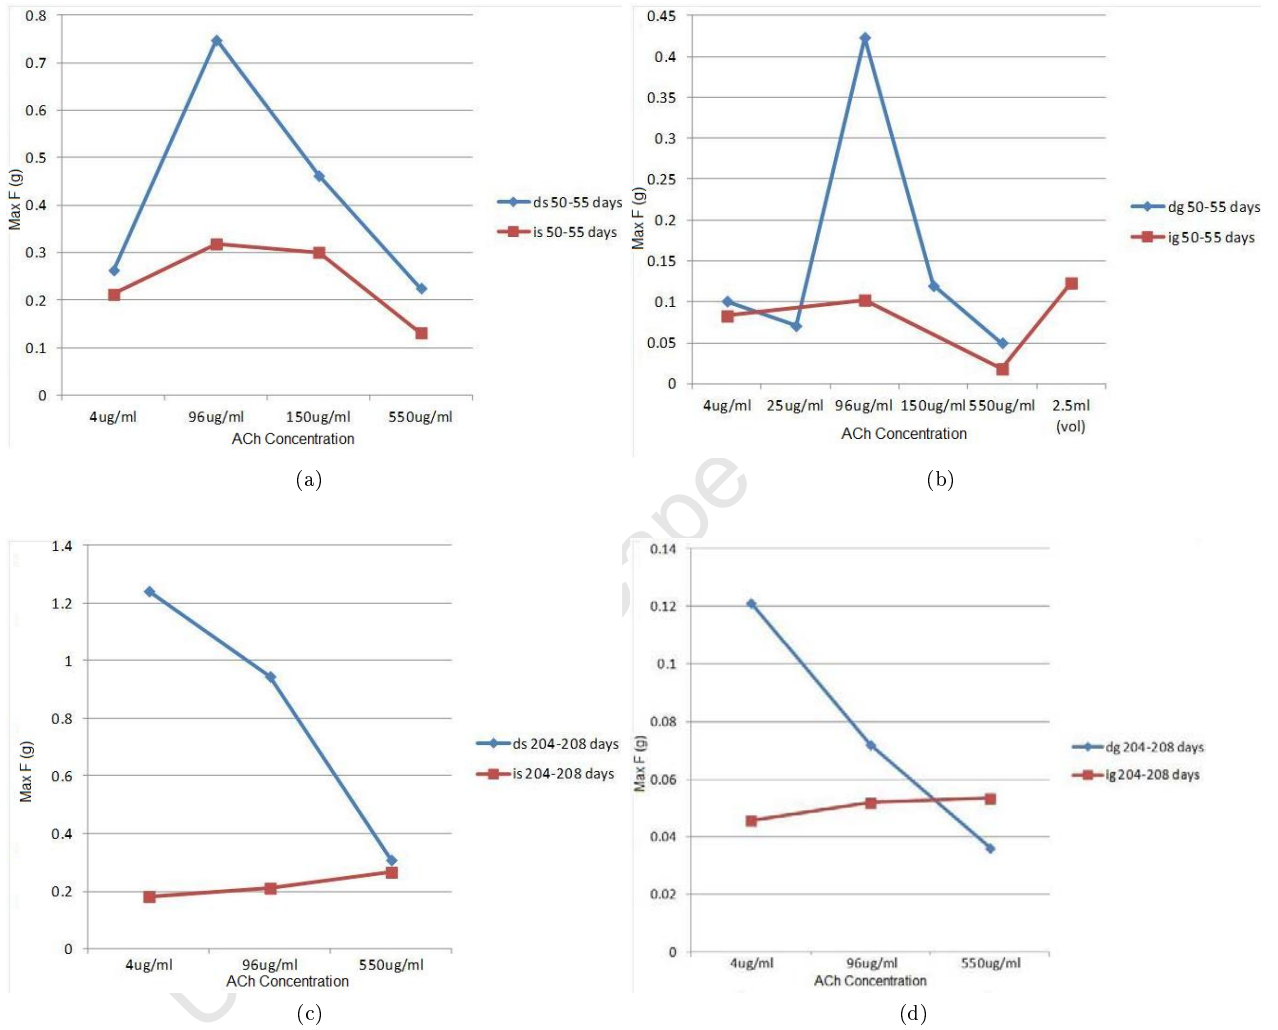 0.8
0.7
0.6
0.5
0.4
0.3
0.2
0.1
0
Max F (g)
4ug/ml 96ug/ml 150ug/ml 550ug/ml
ACh Concentration
ds 50-55 days
is 50-55 days
(a)
0.45
0.4
0.35
0.3
0.25
0.2
0.15
0.1
0.05
0
Max F (g)
4ug/ml 25ug/ml 96ug/ml 150ug/ml 550ug/ml 2.5ml
(vol)
ACh Concentration
dg 50-55 days
ig 50-55 days
(b)
1.4
1.2
1
0.8
0.6
0.4
0.2
0
Max F (g)
4ug/ml 96ug/ml 550ug/ml
ACh Concentration
ds 204-208 days
is 204-208 days
(c)
0.14
0.12
0.1
0.08
0.06
0.04
0.02
0
Max F (g)
4ug/ml 96ug/ml 550ug/ml
ACh Concentration
dg 204-208 days
ig 204-208 days
(d)